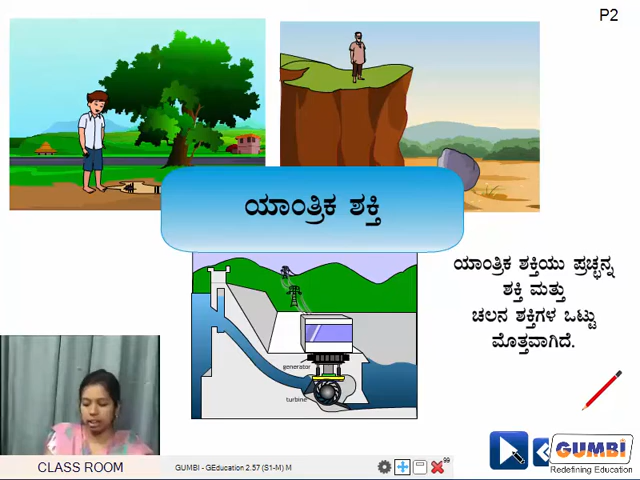 P2
ಯಾಂತ್ರಿಕ ಶಕ್ತಿ
ಯಾಂತ್ರಿಕ ಶಕ್ತಿಯು ಪ್ರಚ್ಛನ್ನ
ಶಕ್ತಿ ಮತ್ತು
ಚಲನ ಶಕ್ತಿಗಳ ಒಟ್ಟು
ಮೊತ್ತವಾಗಿದೆ.
generator
turbine
GUMBi
Redefining Education
CLASS ROOM
GUMBI - GEducation 2.57 (S1-M) M
99